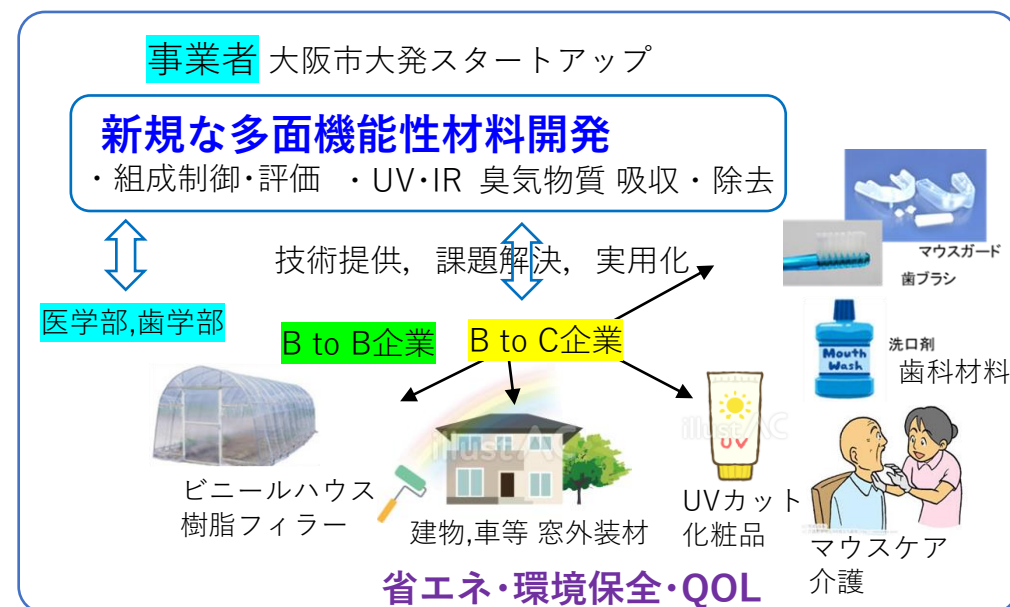 事業者 大阪市大発スタートアップ
新規な多面機能性材料開発
・組成制御・評価 ・UV・IR 臭気物質 吸収・除去
技術提供, 課題解決, 実用化
マウスガード
歯ブラシ
医学部,歯学部
B to B企業 B to C企業
Mouth
Wash
洗口剤
歯科材料
illust AC
UV
illust AC
ビニールハウス
樹脂フィラー
建物,車等 窓外装材
UVカット
化粧品
マウスケア
介護
省エネ・環境保全・QOL